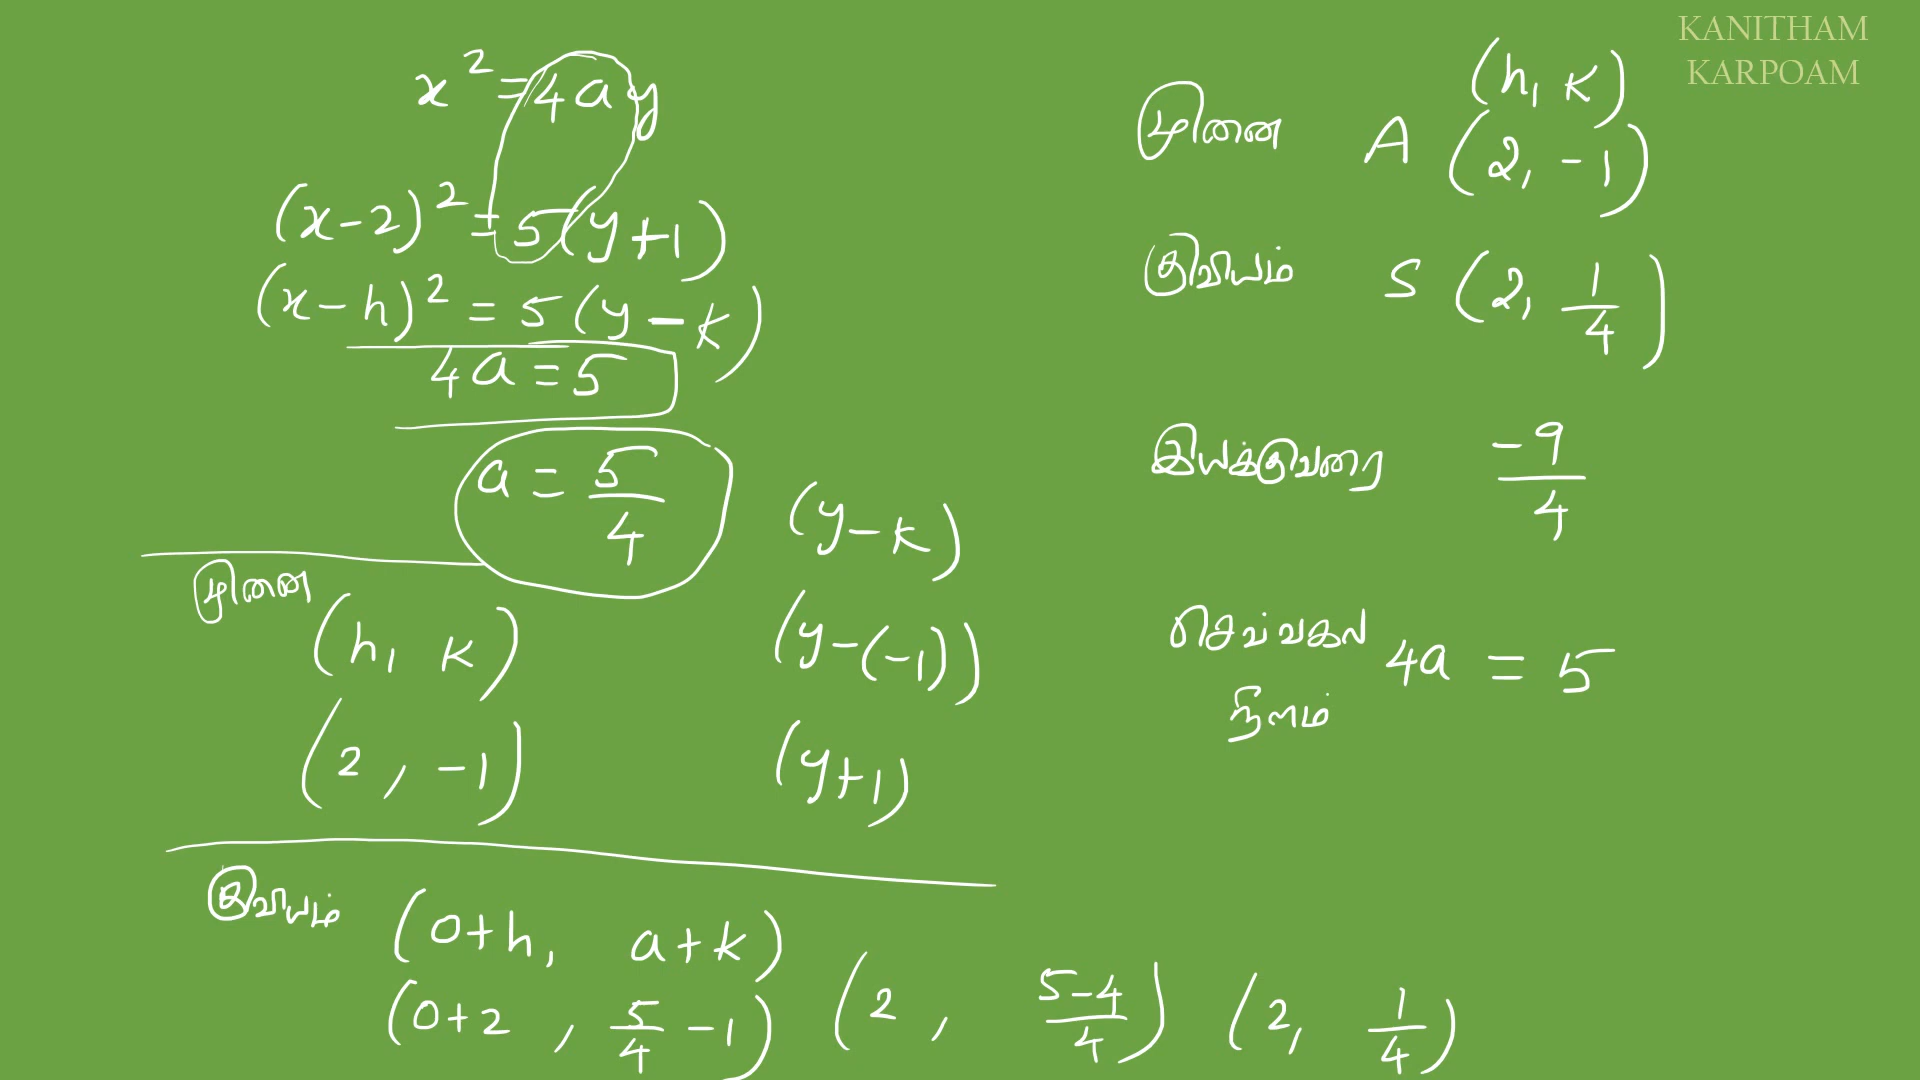 KANITHAM
KARPOAM
x² = 4ay
(x-2)² = 5(y+1)
(x-h)² = 5(y-k)
4a = 5
a = 5/4
முனை
(h, k)
(2, -1)
(y-k)
(y-(-1))
(y+1)
குவியம் (0+h, a+k)
(0+2, 5/4 -1) (2, 5-4/4) (2, 1/4)
(h, k)
முனை A (2, -1)
குவியம் S (2, 1/4)
இயக்குவரை -9/4
செவ்வகல
நீளம் 4a = 5